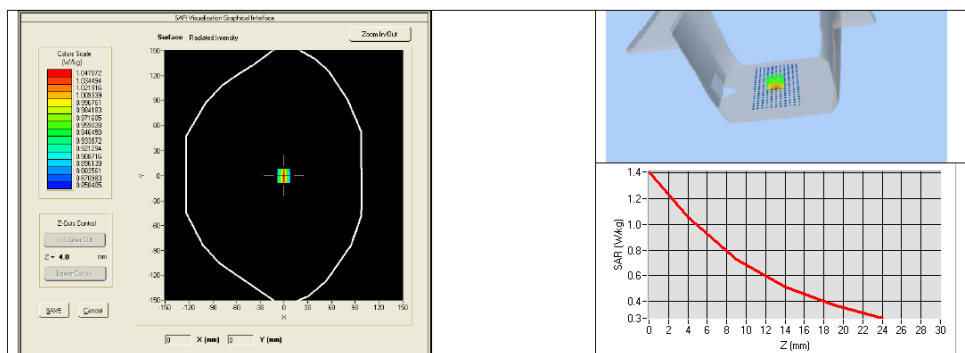 SAR Visualisation Graphical Interface
Surface Radiated Intensity
Zoom In/Out
Colors Scale
(W/kg)
1.047072
1.034494
1.021916
1.009339
0.996761
0.984183
0.971605
0.959028
0.946450
0.933872
0.921294
0.908716
0.896139
0.883561
0.870983
0.858405
150
120
90
60
30
0
-30
-60
-90
-120
-150
Y
-150 -120 -90 -60 -30 0 30 60 90 120 150
X
Z-Cuts Control
<< Upper Cut
Z = 4.0 mm
Lower Cut >>
SAVE Cancel
0 X (mm) 0 Y (mm)
1.4
1.2
1.0
0.8
0.6
0.4
0.3
SAR (W/kg)
0 2 4 6 8 10 12 14 16 18 20 22 24 26 28 30
Z (mm)